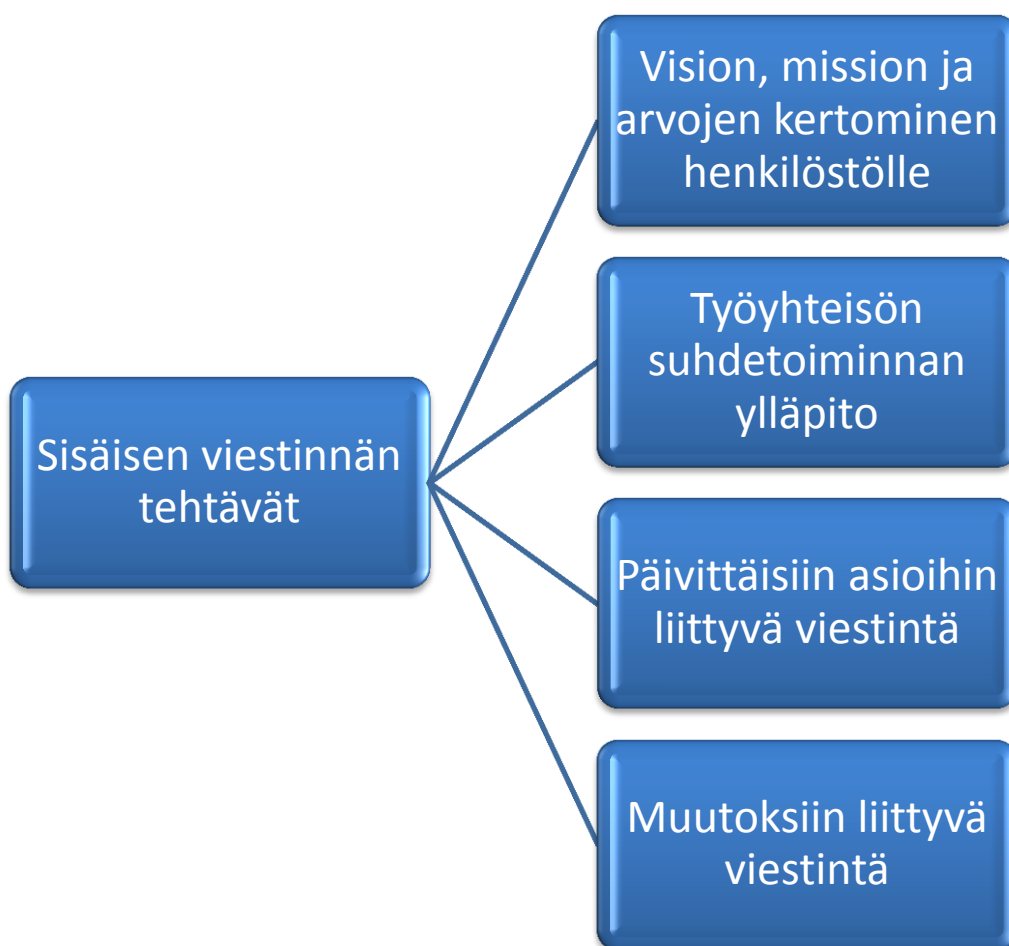 Vision, mission ja
arvojen kertominen
henkilöstölle
Työyhteisön
suhdetoiminnan
ylläpito
Sisäisen viestinnän
tehtävät
Päivittäisiin asioihin
liittyvä viestintä
Muutoksiin liittyvä
viestintä